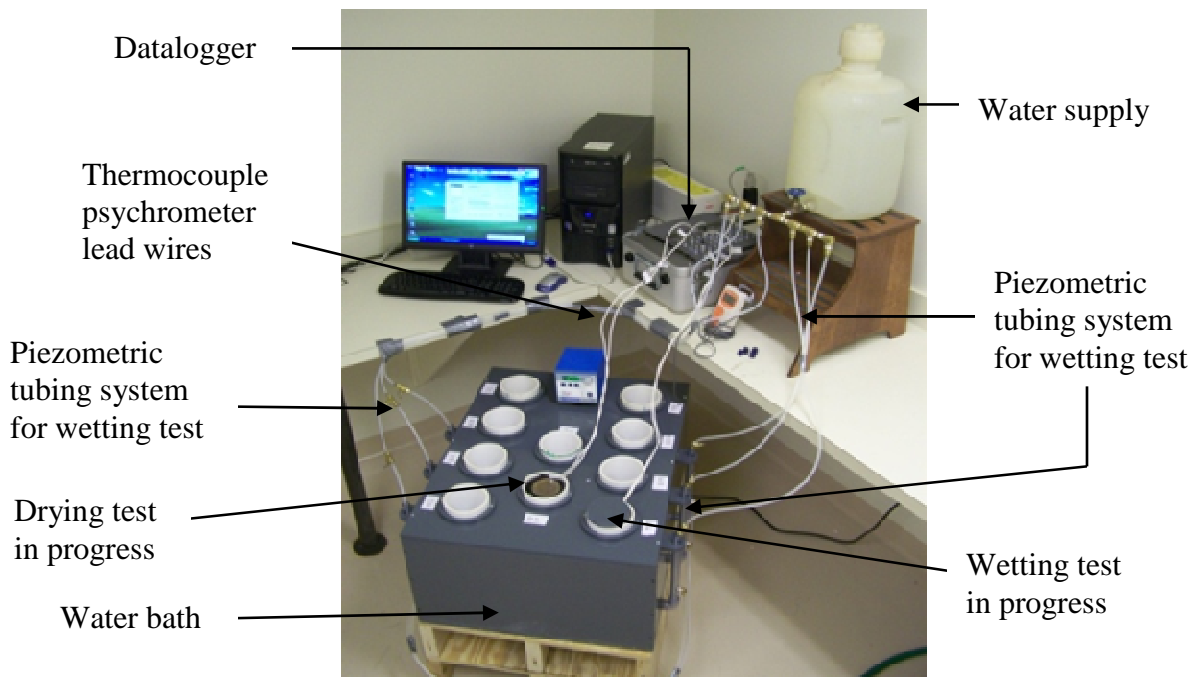 Datalogger
Water supply
Thermocouple
psychrometer
lead wires
Piezometric
tubing system
for wetting test
Piezometric
tubing system
for wetting test
Drying test
in progress
Wetting test
in progress
Water bath